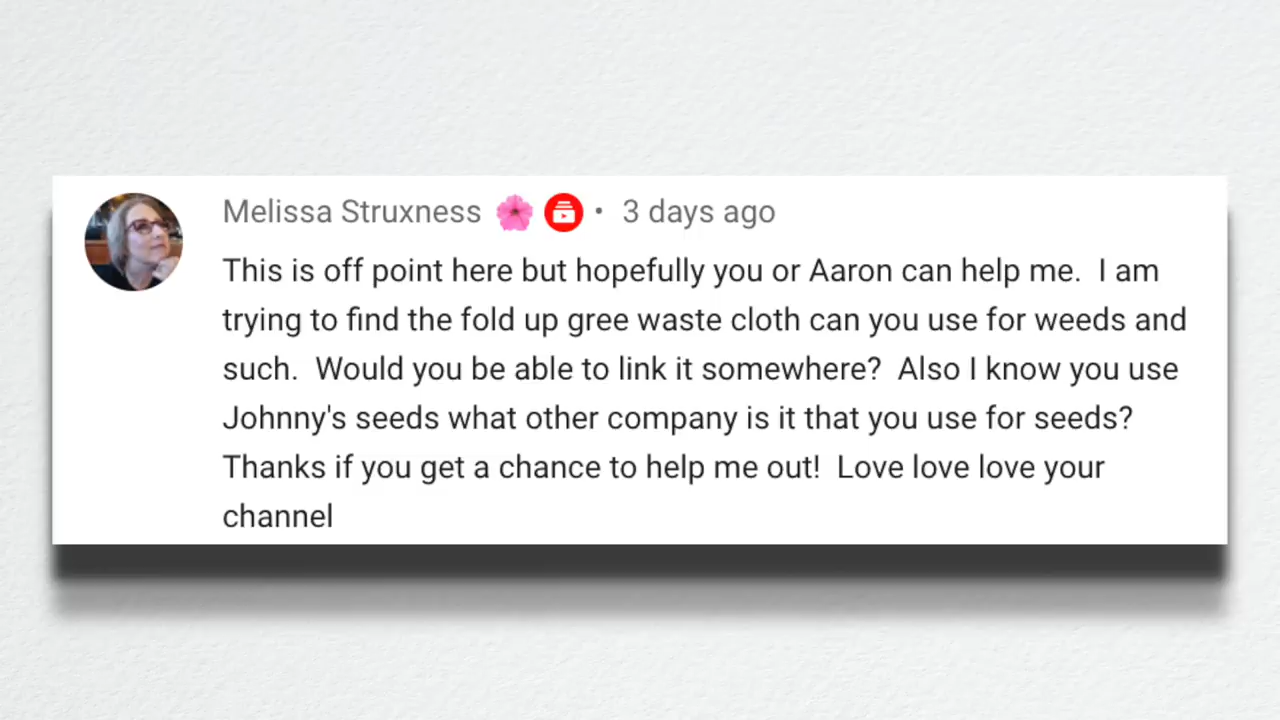 Melissa Struxness 🌸 • 3 days ago
This is off point here but hopefully you or Aaron can help me.  I am
trying to find the fold up gree waste cloth can you use for weeds and
such.  Would you be able to link it somewhere?  Also I know you use
Johnny's seeds what other company is it that you use for seeds?
Thanks if you get a chance to help me out!  Love love love your
channel